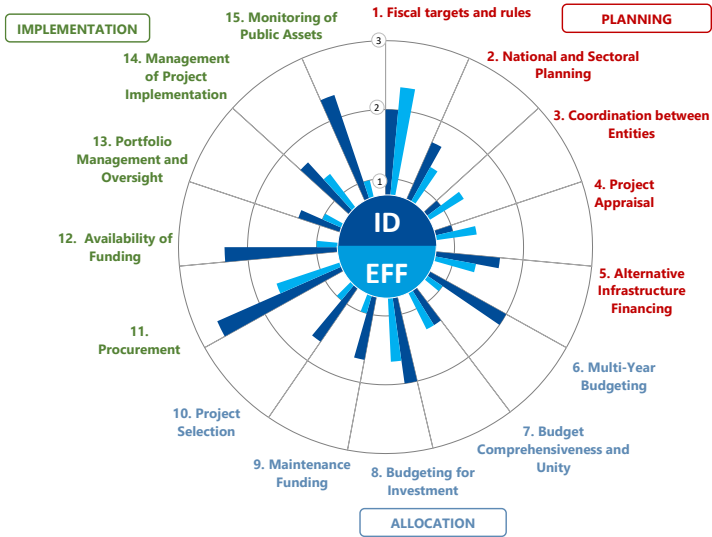 IMPLEMENTATION
15. Monitoring of
Public Assets
1. Fiscal targets and rules
PLANNING
14. Management
of Project
Implementation
3
2. National and Sectoral
Planning
2
3. Coordination between
Entities
13. Portfolio
Management and
Oversight
1
4. Project
Appraisal
ID
12. Availability of
Funding
EFF
5. Alternative
Infrastructure
Financing
11.
Procurement
6. Multi-Year
Budgeting
10. Project
Selection
7. Budget
Comprehensiveness and
Unity
9. Maintenance
Funding
8. Budgeting for
Investment
ALLOCATION